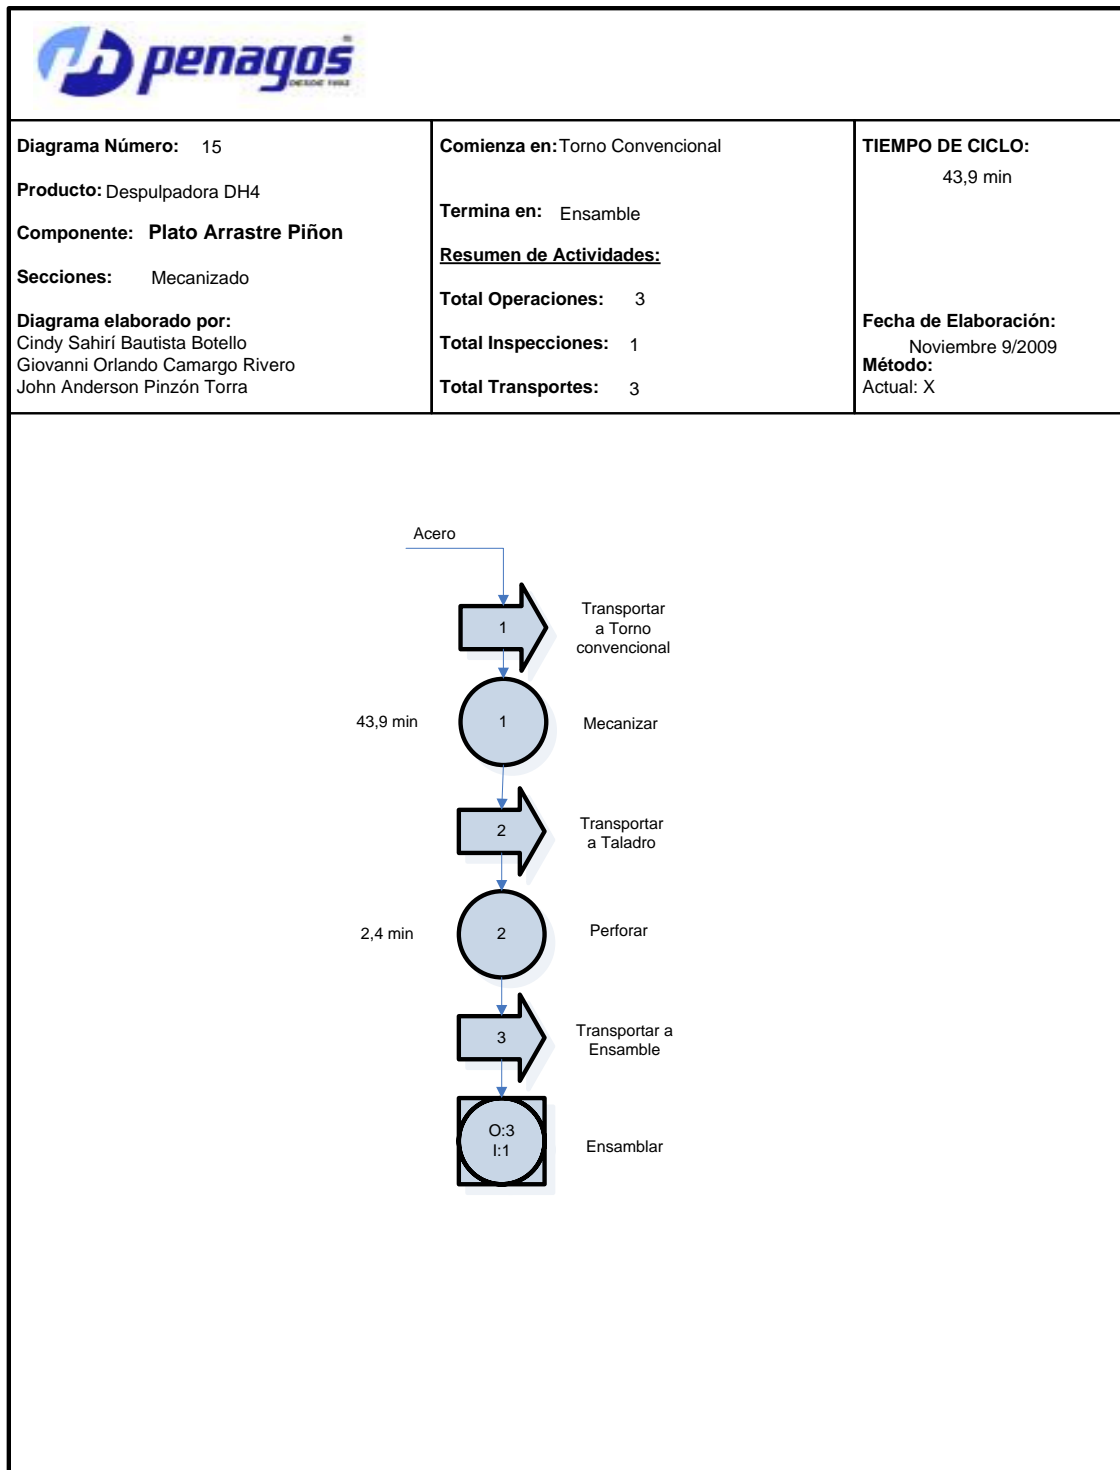 penagos
DESDE 1892
Diagrama Número: 15
Producto: Despulpadora DH4
Componente: Plato Arrastre Piñon
Secciones: Mecanizado
Diagrama elaborado por:
Cindy Sahirí Bautista Botello
Giovanni Orlando Camargo Rivero
John Anderson Pinzón Torra
Comienza en: Torno Convencional
Termina en: Ensamble
Resumen de Actividades:
Total Operaciones: 3
Total Inspecciones: 1
Total Transportes: 3
TIEMPO DE CICLO:
43,9 min
Fecha de Elaboración:
Noviembre 9/2009
Método:
Actual: X
Acero
1
Transportar
a Torno
convencional
43,9 min
1
Mecanizar
2
Transportar
a Taladro
2,4 min
2
Perforar
3
Transportar a
Ensamble
O:3
I:1
Ensamblar